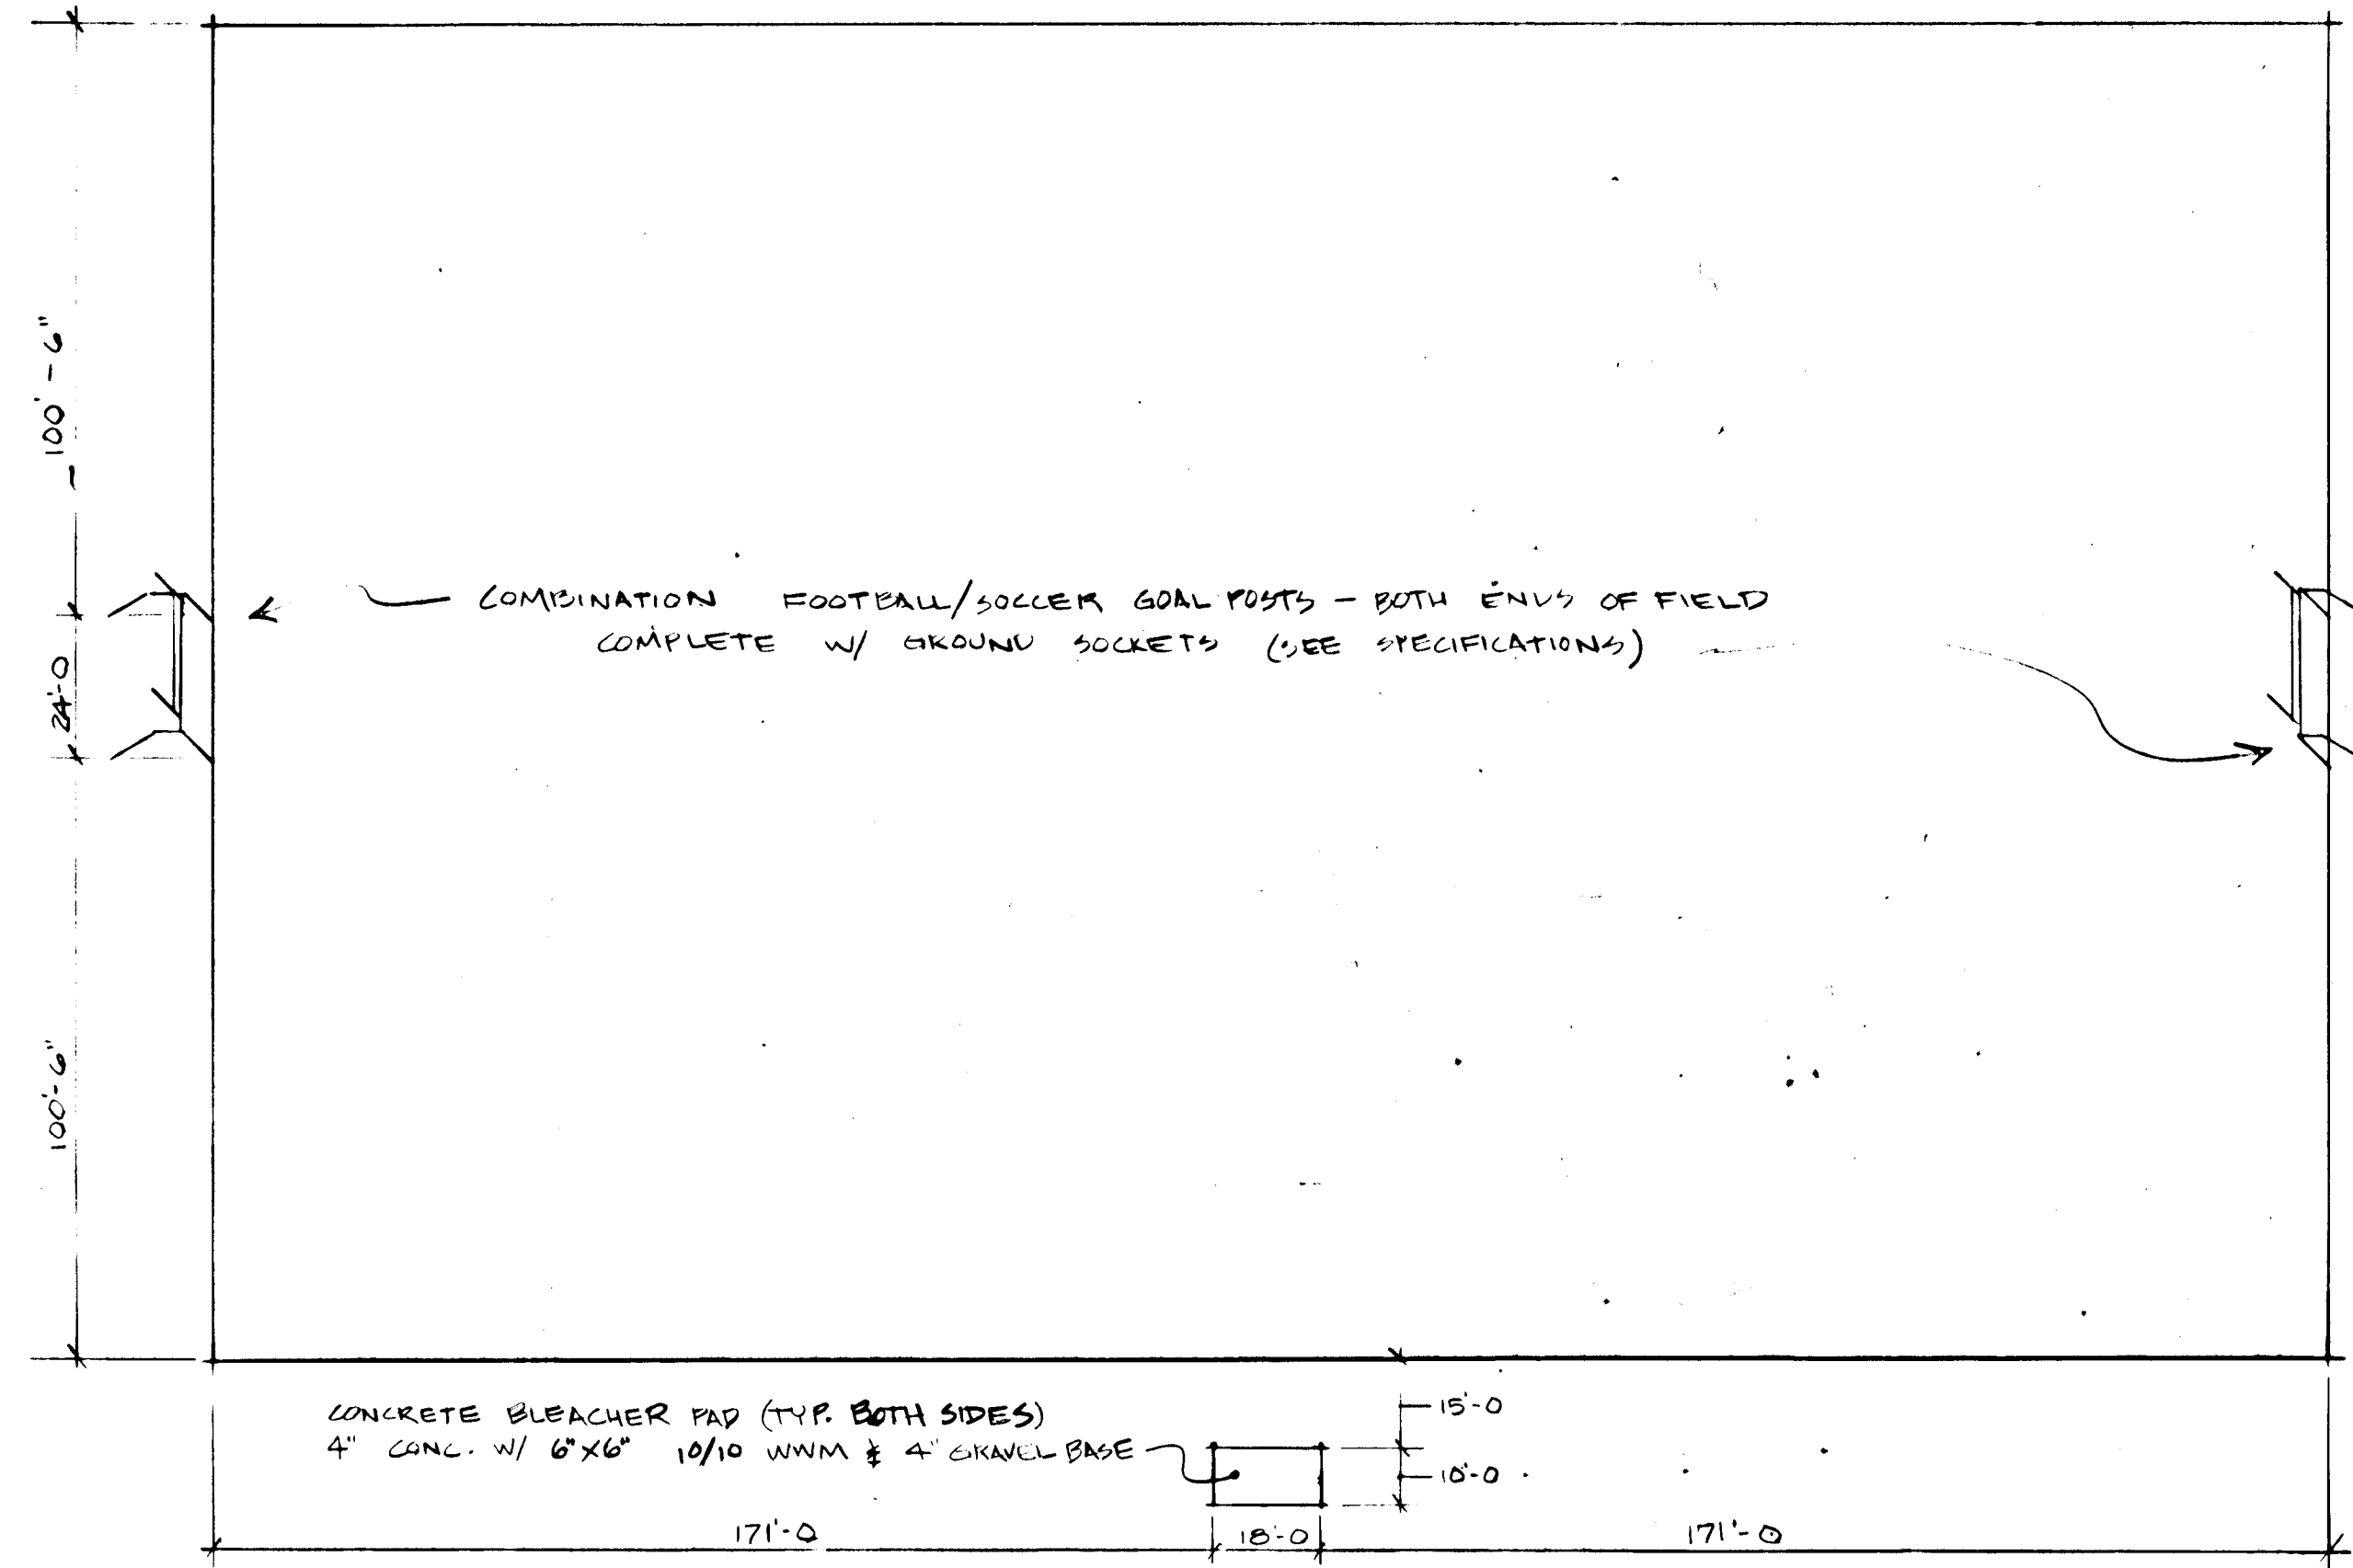 100'-6"
COMBINATION FOOTBALL/SOCCER GOAL POSTS - BOTH ENDS OF FIELD
COMPLETE W/ GROUND SOCKETS (SEE SPECIFICATIONS)
24'-0
100'-6"
CONCRETE BLEACHER PAD (TYP. BOTH SIDES)
4" CONC. W/ 6"X6" 10/10 WWM & 4" GRAVEL BASE
15'-0
10'-0
171'-0
18'-0
171'-0